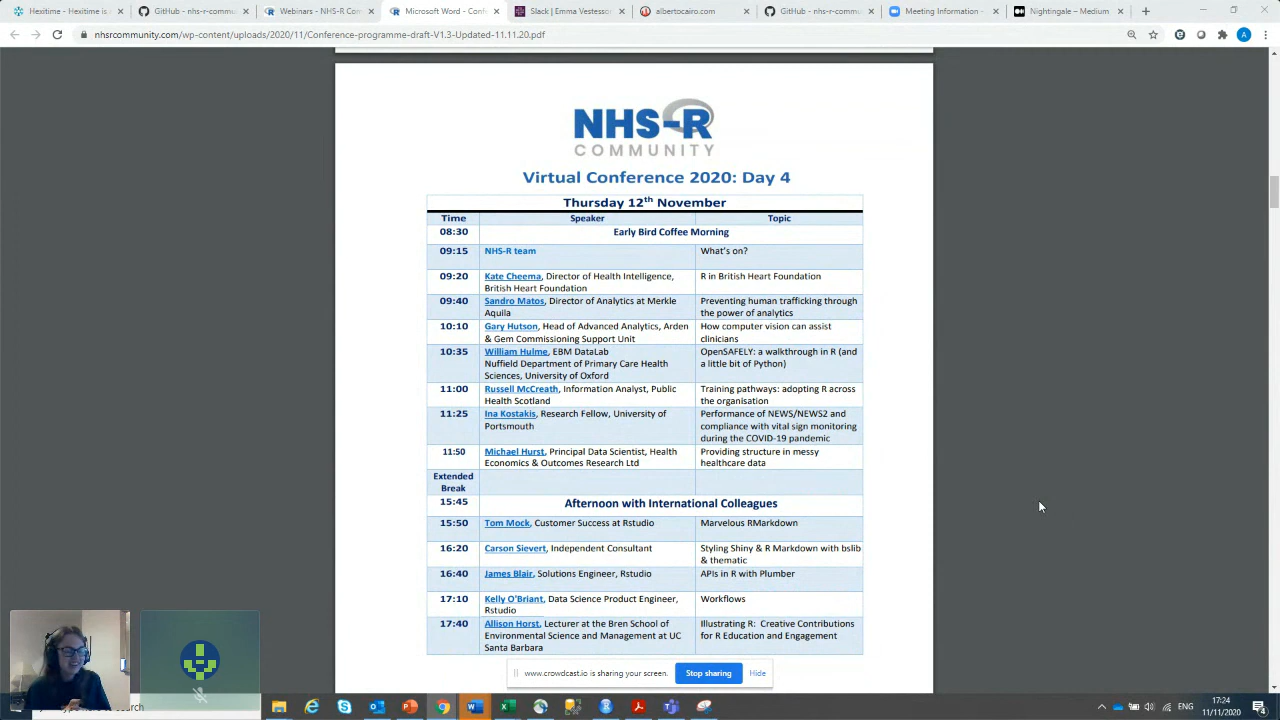 Hexitime – Hexitime is a
GitHub - nhs-r-commu
Webinars - NHS-R Com
Microsoft Word - Conf
Slack | Emma Vestesson
albertocairo.com
GitHub - nhs-r-commu
Meeting Information -
Nightingale – Medium
nhsrcommunity.com/wp-content/uploads/2020/11/Conference-programme-draft-V1.3-Updated-11.11.20.pdf
A
NHS-R
COMMUNITY
Virtual Conference 2020: Day 4
Thursday 12th November
Time Speaker Topic
08:30 Early Bird Coffee Morning
09:15 NHS-R team What's on?
09:20 Kate Cheema, Director of Health Intelligence, R in British Heart Foundation
British Heart Foundation
09:40 Sandro Matos, Director of Analytics at Merkle Preventing human trafficking through
Aquila the power of analytics
10:10 Gary Hutson, Head of Advanced Analytics, Arden How computer vision can assist
& Gem Commissioning Support Unit clinicians
10:35 William Hulme, EBM DataLab OpenSAFELY: a walkthrough in R (and
Nuffield Department of Primary Care Health a little bit of Python)
Sciences, University of Oxford
11:00 Russell McCreath, Information Analyst, Public Training pathways: adopting R across
Health Scotland the organisation
11:25 Ina Kostakis, Research Fellow, University of Performance of NEWS/NEWS2 and
Portsmouth compliance with vital sign monitoring
during the COVID-19 pandemic
11:50 Michael Hurst, Principal Data Scientist, Health Providing structure in messy
Economics & Outcomes Research Ltd healthcare data
Extended
Break
15:45 Afternoon with International Colleagues
15:50 Tom Mock, Customer Success at Rstudio Marvelous RMarkdown
16:20 Carson Sievert, Independent Consultant Styling Shiny & R Markdown with bslib
& thematic
16:40 James Blair, Solutions Engineer, Rstudio APIs in R with Plumber
17:10 Kelly O'Briant, Data Science Product Engineer, Workflows
Rstudio
17:40 Allison Horst, Lecturer at the Bren School of Illustrating R: Creative Contributions
Environmental Science and Management at UC for R Education and Engagement
Santa Barbara
www.crowdcast.io is sharing your screen. Stop sharing Hide
to search
ENG
17:24
11/11/2020
4